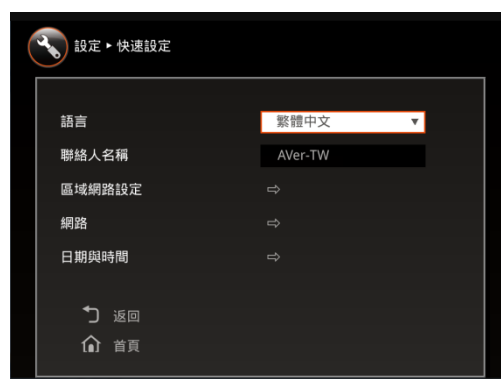 設定 ▸ 快速設定
語言 繁體中文 ▼
聯絡人名稱 AVer-TW
區域網路設定 ⇨
網路 ⇨
日期與時間 ⇨
返回
首頁